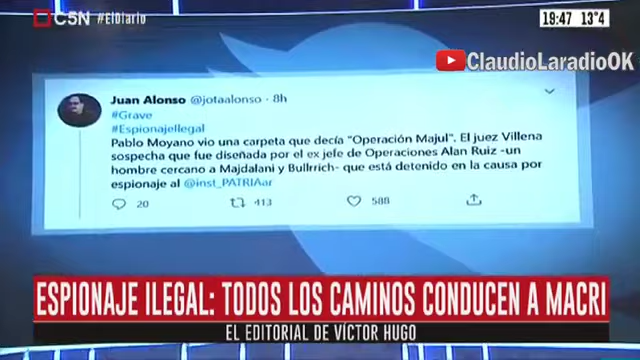 C5N #ElDiario
19:47 13°4
ClaudioLaradioOK
Juan Alonso @jotaalonso · 8h
#Grave
#EspionajeIlegal
Pablo Moyano vio una carpeta que decía "Operación Majul". El juez Villena
sospecha que fue diseñada por el ex jefe de Operaciones Alan Ruiz -un
hombre cercano a Majdalani y Bullrrich- que está detenido en la causa por
espionaje al @inst_PATRIAar
20 413 588
ESPIONAJE ILEGAL: TODOS LOS CAMINOS CONDUCEN A MACRI
EL EDITORIAL DE VÍCTOR HUGO